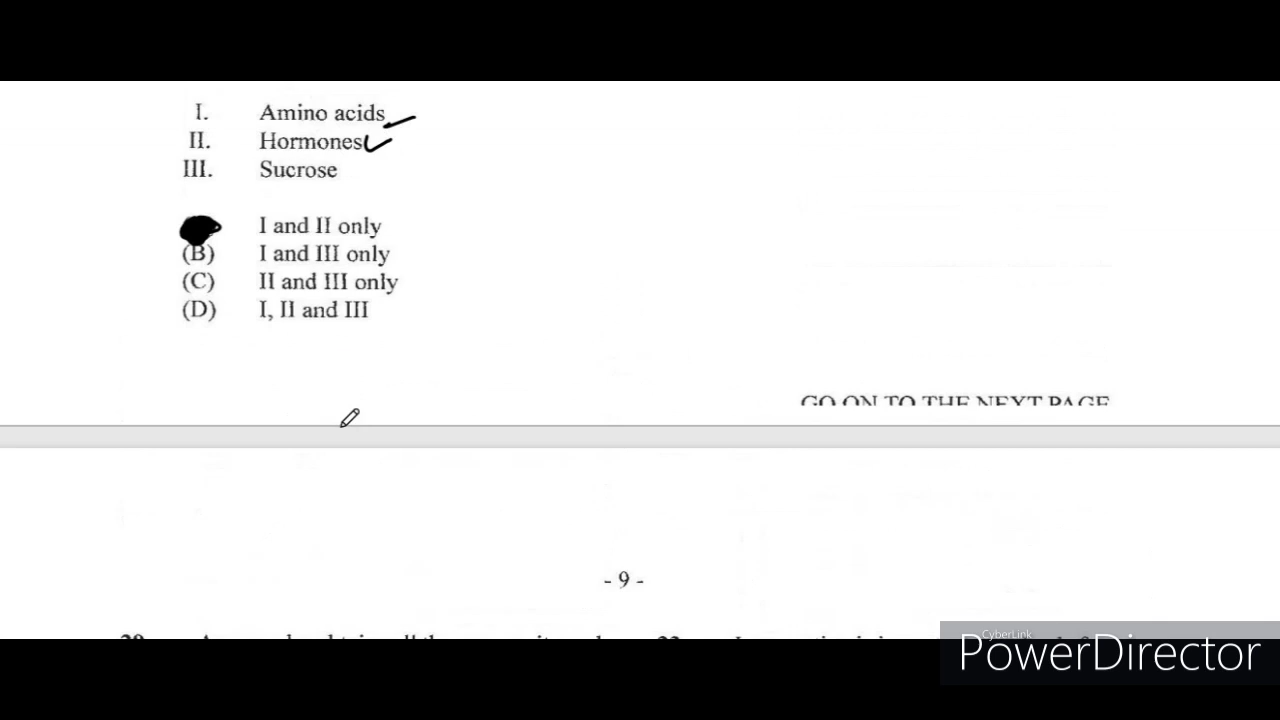 I. Amino acids
II. Hormones
III. Sucrose
I and II only
(B) I and III only
(C) II and III only
(D) I, II and III
GO ON TO THE NEXT PAGE
- 9 -
CyberLink
PowerDirector